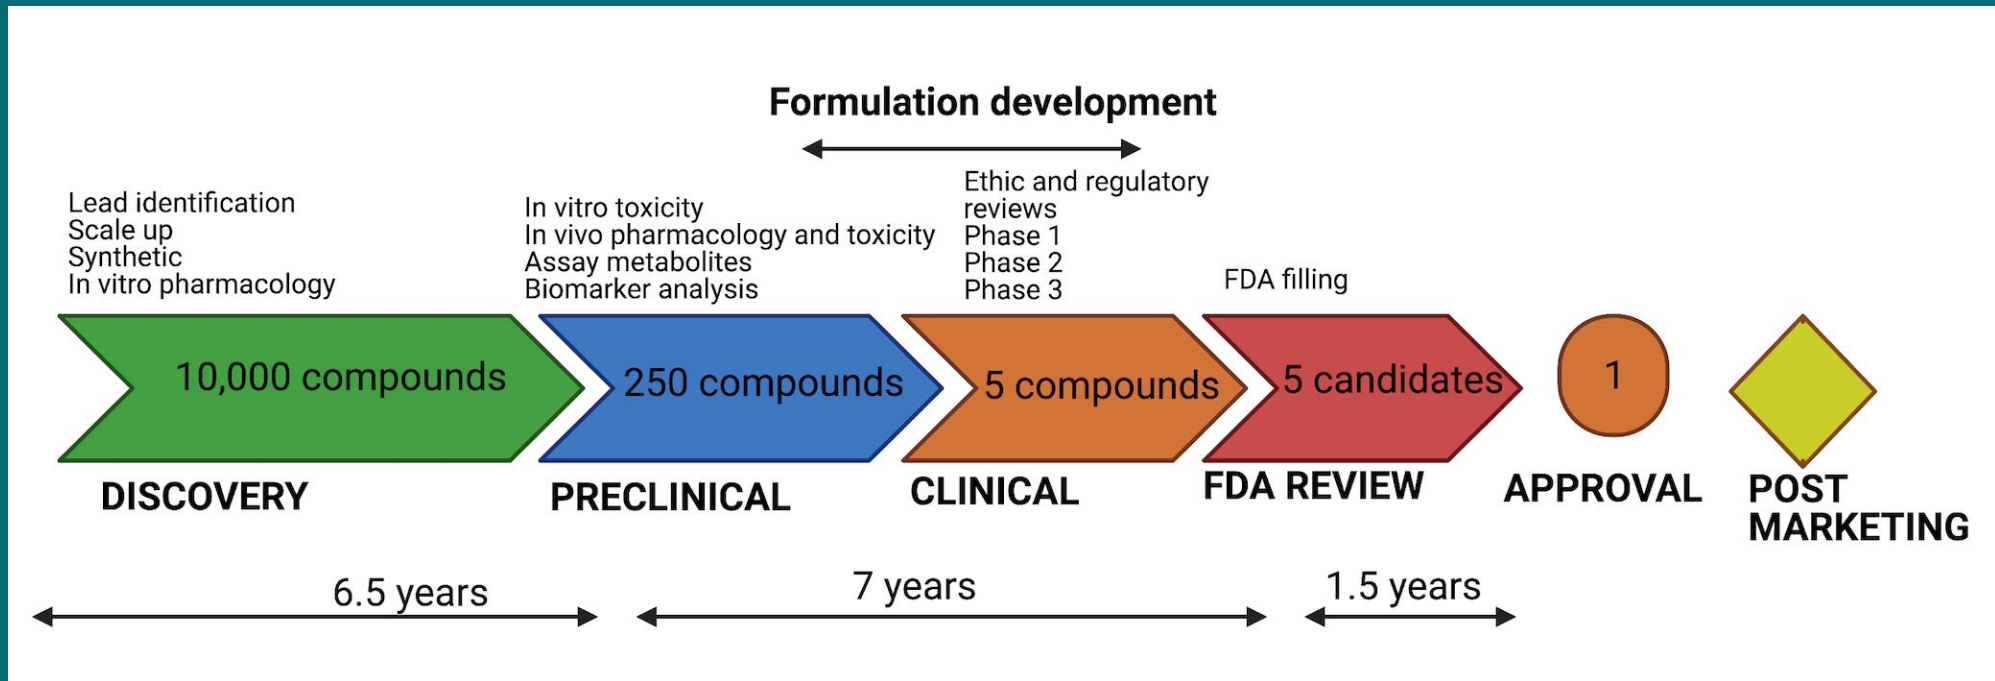 Formulation development
Lead identification
Scale up
Synthetic
In vitro pharmacology
In vitro toxicity
In vivo pharmacology and toxicity
Assay metabolites
Biomarker analysis
Ethic and regulatory
reviews
Phase 1
Phase 2
Phase 3
FDA filling
10,000 compounds
250 compounds
5 compounds
5 candidates
1
DISCOVERY
PRECLINICAL
CLINICAL
FDA REVIEW
APPROVAL
POST
MARKETING
6.5 years
7 years
1.5 years